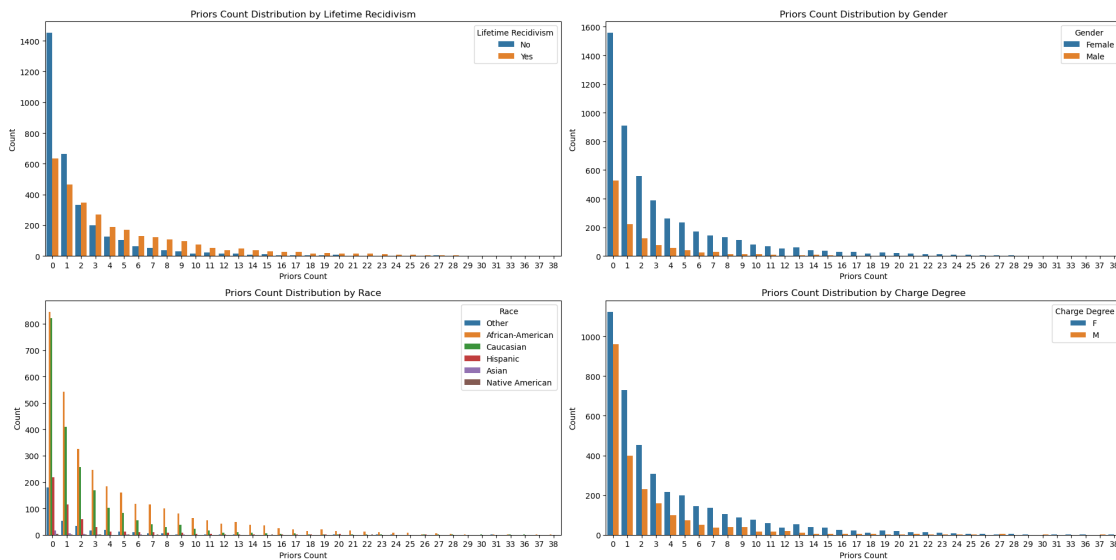 Priors Count Distribution by Lifetime Recidivism
Count
1400
1200
1000
800
600
400
200
0
Lifetime Recidivism
No
Yes
0 1 2 3 4 5 6 7 8 9 10 11 12 13 14 15 16 17 18 19 20 21 22 23 24 25 26 27 28 29 30 31 33 36 37 38
Priors Count
Priors Count Distribution by Gender
Count
1600
1400
1200
1000
800
600
400
200
0
Gender
Female
Male
0 1 2 3 4 5 6 7 8 9 10 11 12 13 14 15 16 17 18 19 20 21 22 23 24 25 26 27 28 29 30 31 33 36 37 38
Priors Count
Priors Count Distribution by Race
Count
800
700
600
500
400
300
200
100
0
Race
Other
African-American
Caucasian
Hispanic
Asian
Native American
0 1 2 3 4 5 6 7 8 9 10 11 12 13 14 15 16 17 18 19 20 21 22 23 24 25 26 27 28 29 30 31 33 36 37 38
Priors Count
Priors Count Distribution by Charge Degree
Count
1000
800
600
400
200
0
Charge Degree
F
M
0 1 2 3 4 5 6 7 8 9 10 11 12 13 14 15 16 17 18 19 20 21 22 23 24 25 26 27 28 29 30 31 33 36 37 38
Priors Count